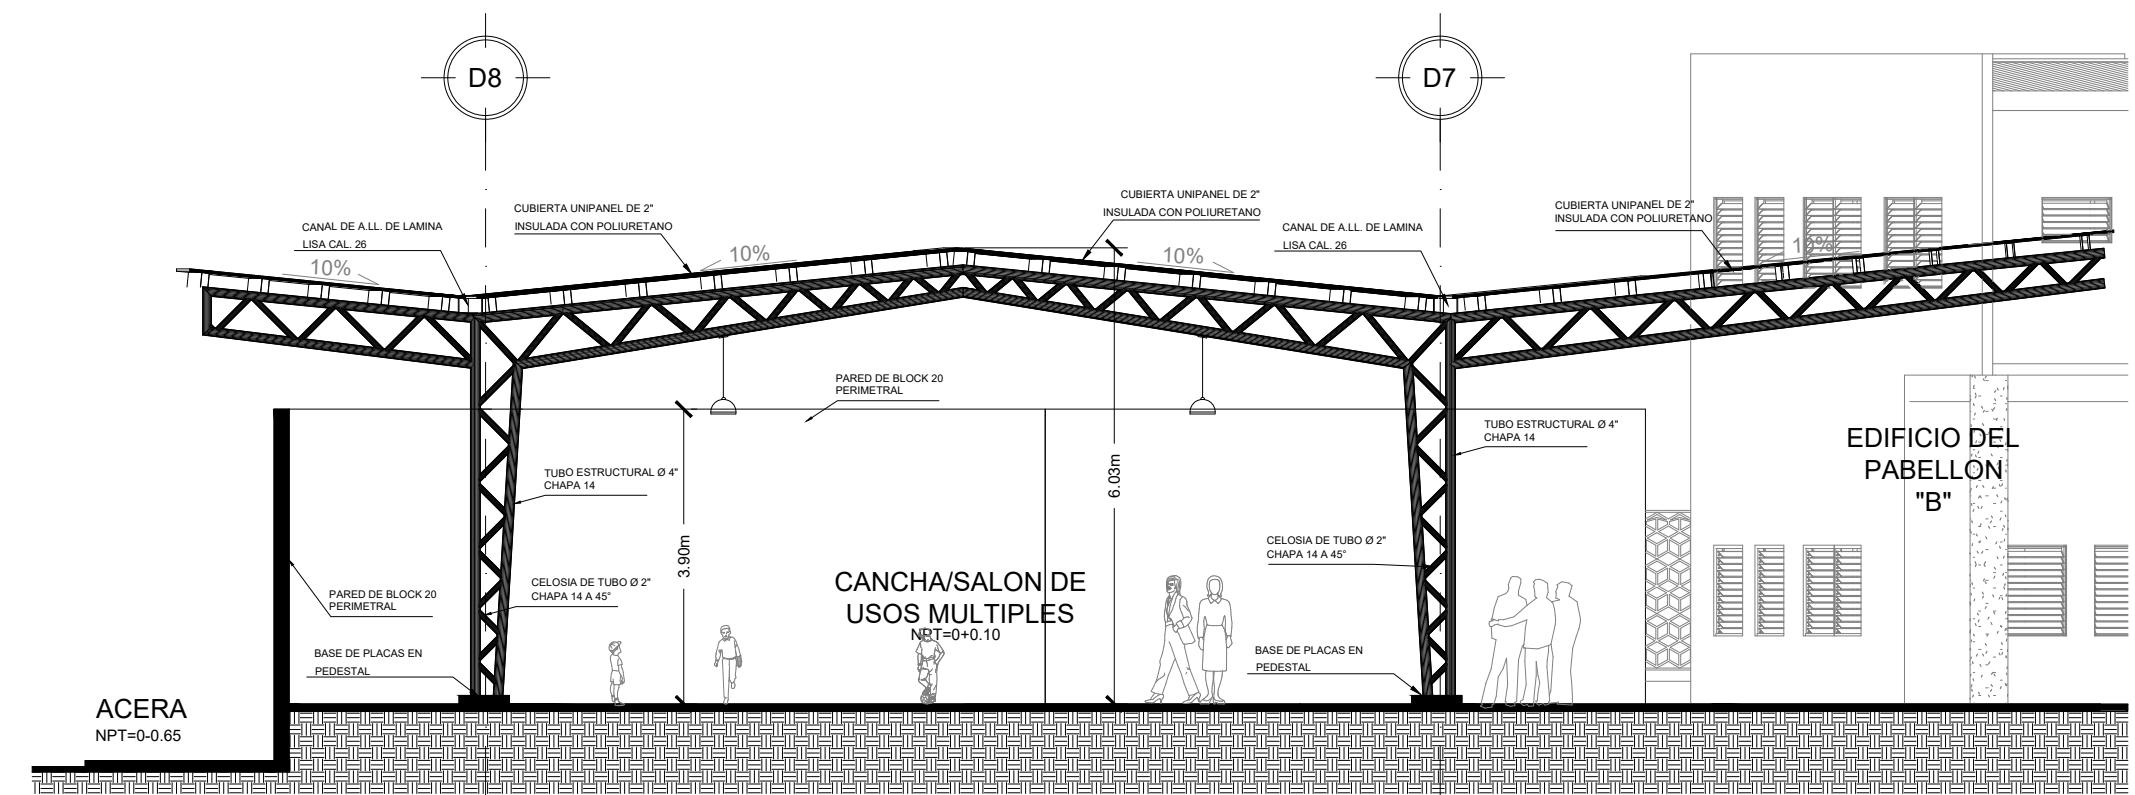 D8
D7
CUBIERTA UNIPANEL DE 2"
INSULADA CON POLIURETANO
CANAL DE A.LL. DE LAMINA
LISA CAL. 26
CUBIERTA UNIPANEL DE 2"
INSULADA CON POLIURETANO
CANAL DE A.LL. DE LAMINA
LISA CAL. 26
CUBIERTA UNIPANEL DE 2"
INSULADA CON POLIURETANO
10%
10%
10%
10%
PARED DE BLOCK 20
PERIMETRAL
TUBO ESTRUCTURAL Ø 4"
CHAPA 14
EDIFICIO DEL
PABELLON
"B"
TUBO ESTRUCTURAL Ø 4"
CHAPA 14
6.03m
3.90m
CELOSIA DE TUBO Ø 2"
CHAPA 14 A 45°
CELOSIA DE TUBO Ø 2"
CHAPA 14 A 45°
CANCHA/SALON DE
USOS MULTIPLES
NPT=0+0.10
PARED DE BLOCK 20
PERIMETRAL
BASE DE PLACAS EN
PEDESTAL
BASE DE PLACAS EN
PEDESTAL
ACERA
NPT=0-0.65